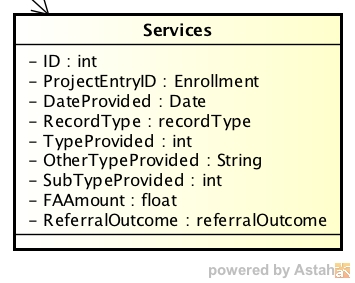 Services
- ID : int
- ProjectEntryID : Enrollment
- DateProvided : Date
- RecordType : recordType
- TypeProvided : int
- OtherTypeProvided : String
- SubTypeProvided : int
- FAAmount : float
- ReferralOutcome : referralOutcome
powered by Astah